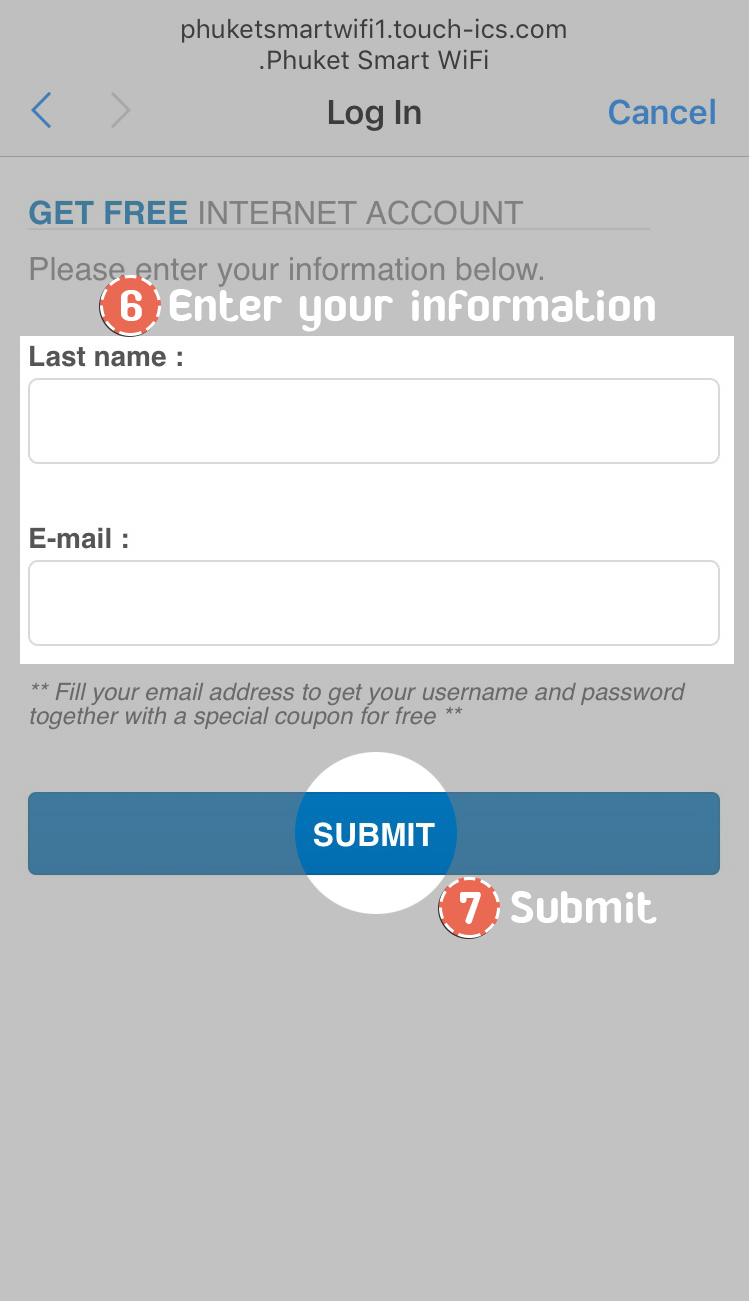 phuketsmartwifi1.touch-ics.com
.Phuket Smart WiFi
Log In
Cancel
GET FREE INTERNET ACCOUNT
Please enter your information below.
6 Enter your information
Last name :
E-mail :
** Fill your email address to get your username and password
together with a special coupon for free **
SUBMIT
7 Submit